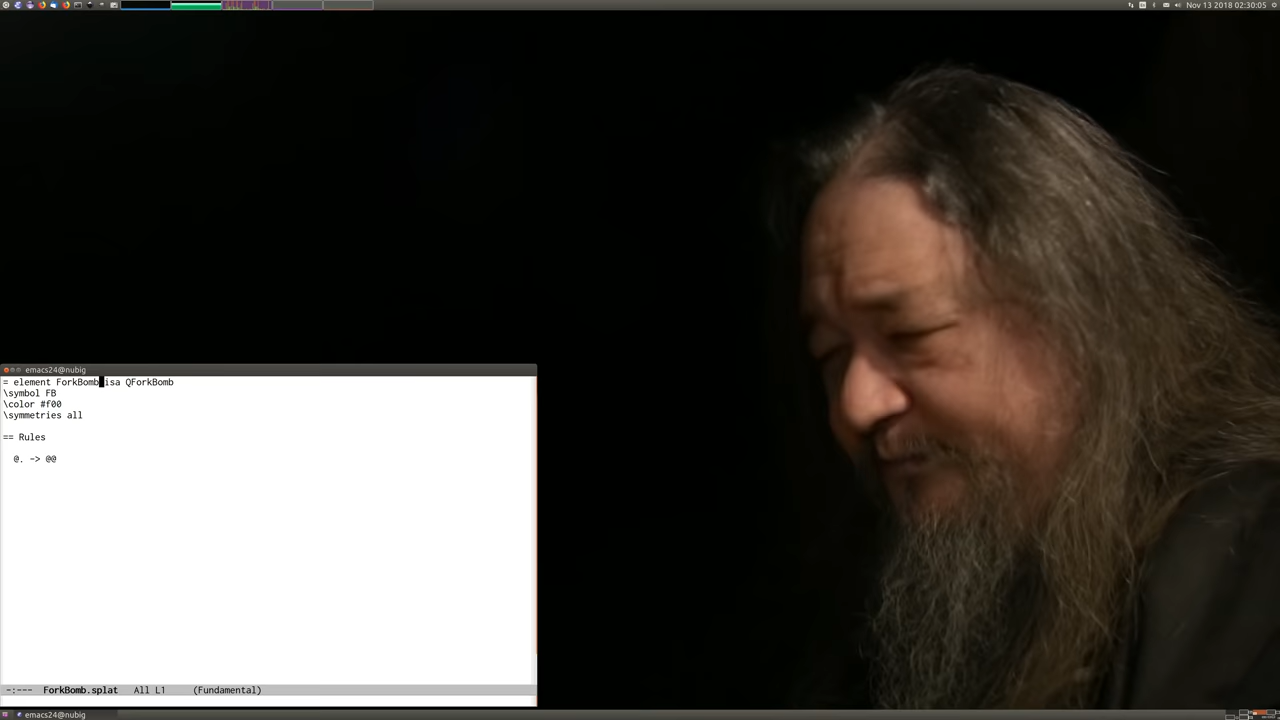 Nov 13 2018 02:30:05
emacs24@nubig
= element ForkBomb isa QForkBomb
\symbol FB
\color #f00
\symmetries all
== Rules
@. -> @@
-:--- ForkBomb.splat All L1 (Fundamental)
emacs24@nubig